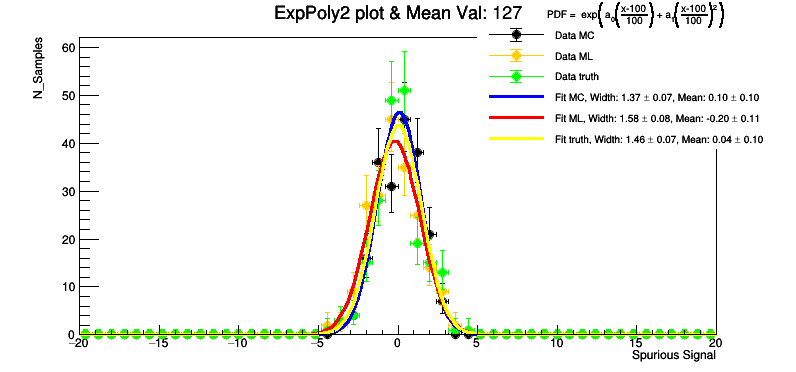 ExpPoly2 plot & Mean Val: 127
PDF = exp(a₀(x-100/100) + a₁(x-100/100)²)
Data MC
Data ML
Data truth
Fit MC, Width: 1.37 ± 0.07, Mean: 0.10 ± 0.10
Fit ML, Width: 1.58 ± 0.08, Mean: -0.20 ± 0.11
Fit truth, Width: 1.46 ± 0.07, Mean: 0.04 ± 0.10
N_Samples
60
50
40
30
20
10
0
−20 −15 −10 −5 0 5 10 15 20
Spurious Signal